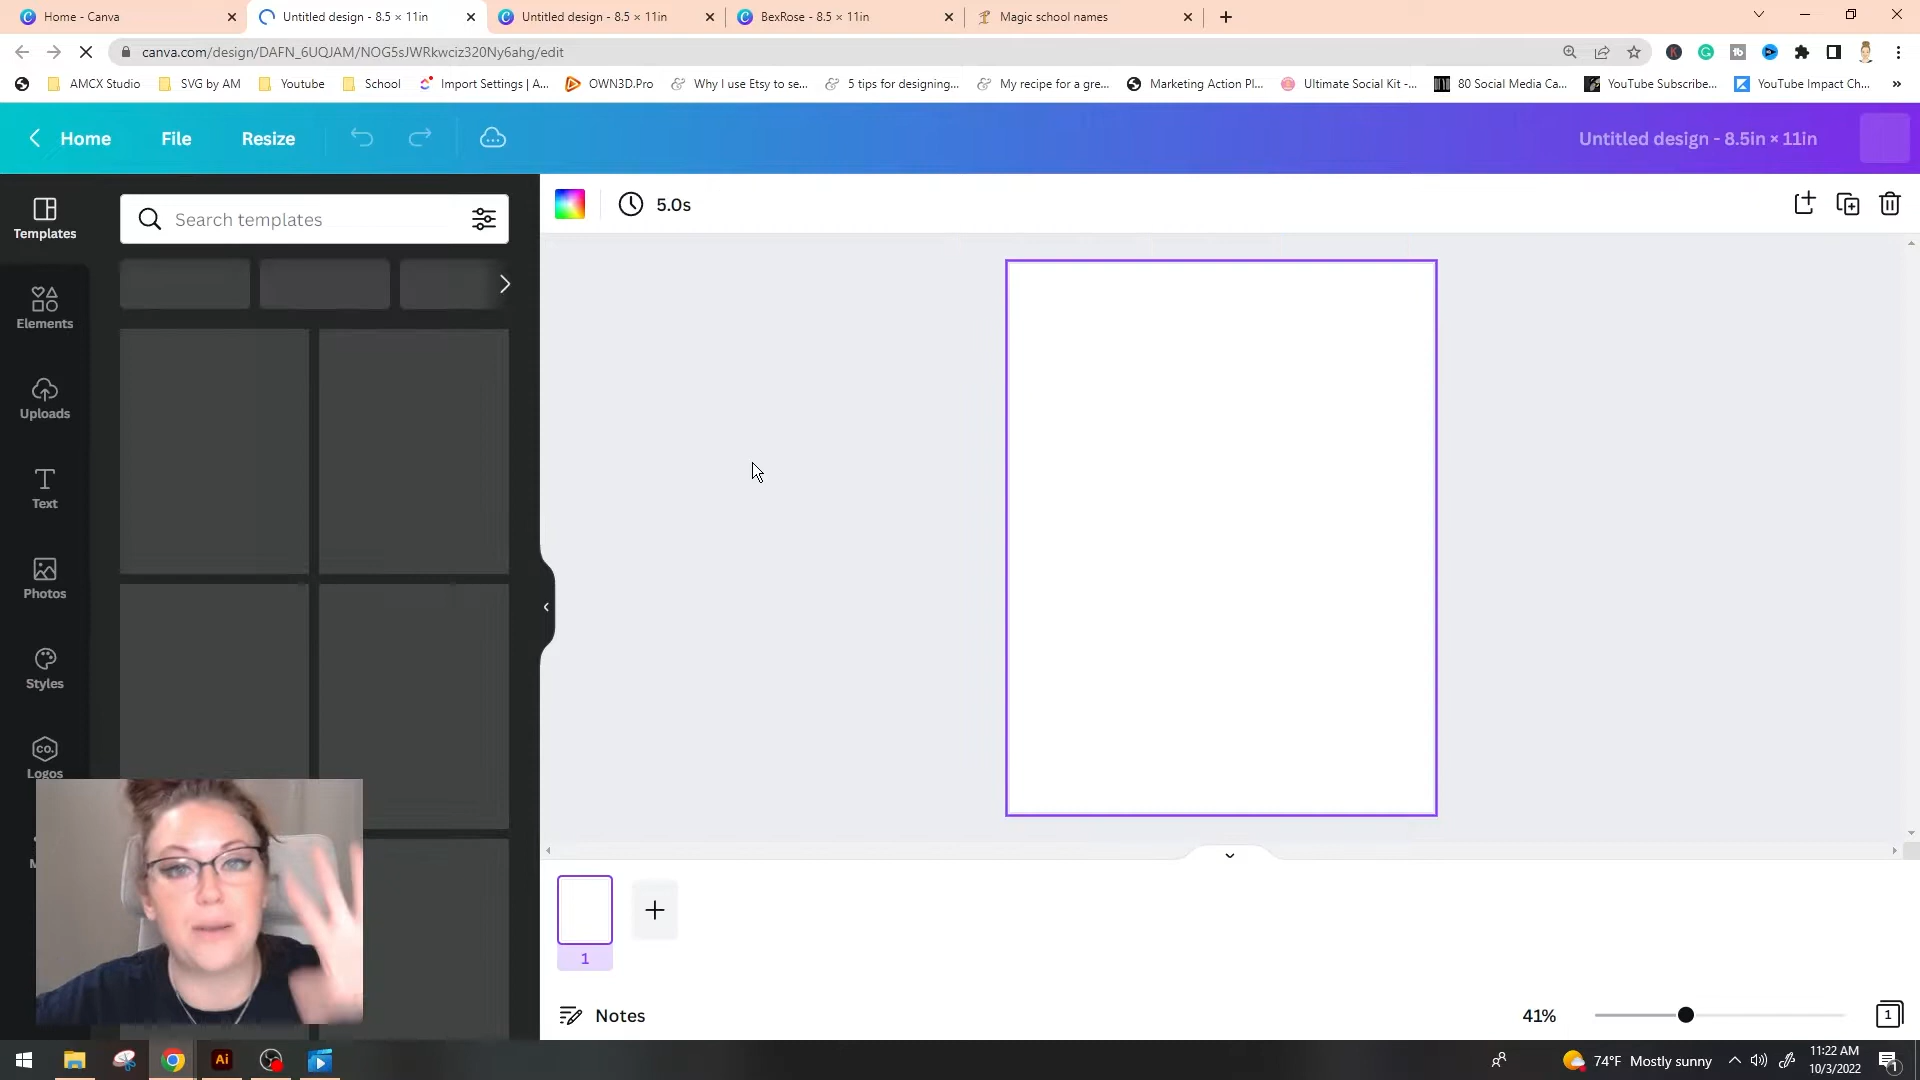 Home - Canva
Untitled design - 8.5 × 11in
Untitled design - 8.5 × 11in
BexRose - 8.5 × 11in
Magic school names
canva.com/design/DAFN_6UQJAM/NOG5sJWRkwciz320Ny6ahg/edit
AMCX Studio
SVG by AM
Youtube
School
Import Settings | A...
OWN3D.Pro
Why I use Etsy to se...
5 tips for designing...
My recipe for a gre...
Marketing Action Pl...
Ultimate Social Kit -...
80 Social Media Ca...
YouTube Subscribe...
YouTube Impact Ch...
Home
File
Resize
Untitled design - 8.5in × 11in
Templates
Search templates
5.0s
Elements
Uploads
Text
Photos
Styles
CO.
Logos
1
Notes
41%
1
Ai
74°F Mostly sunny
11:22 AM
10/3/2022
1